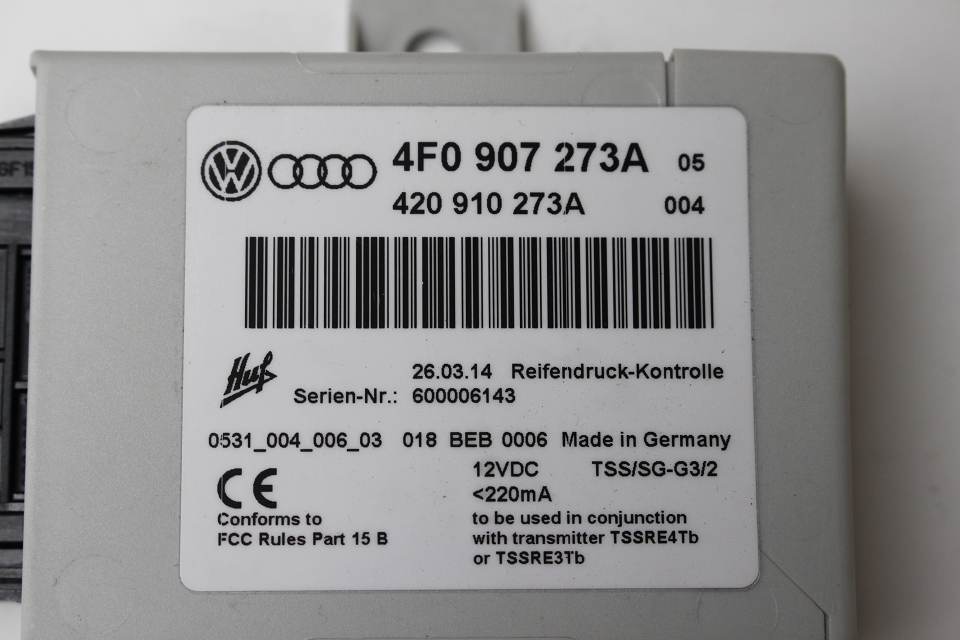 4F0 907 273A 05
420 910 273A 004
Huf
26.03.14 Reifendruck-Kontrolle
Serien-Nr.: 600006143
0531_004_006_03 018 BEB 0006 Made in Germany
12VDC TSS/SG-G3/2
CE
<220mA
Conforms to
FCC Rules Part 15 B
to be used in conjunction
with transmitter TSSRE4Tb
or TSSRE3Tb